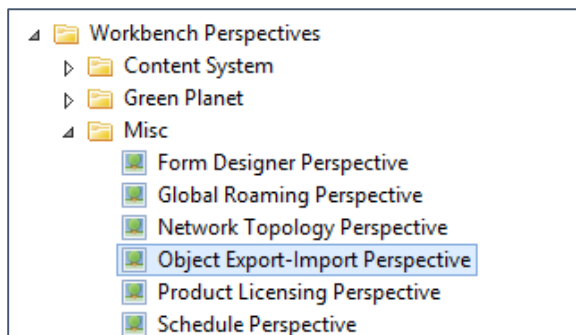 Workbench Perspectives
Content System
Green Planet
Misc
Form Designer Perspective
Global Roaming Perspective
Network Topology Perspective
Object Export-Import Perspective
Product Licensing Perspective
Schedule Perspective